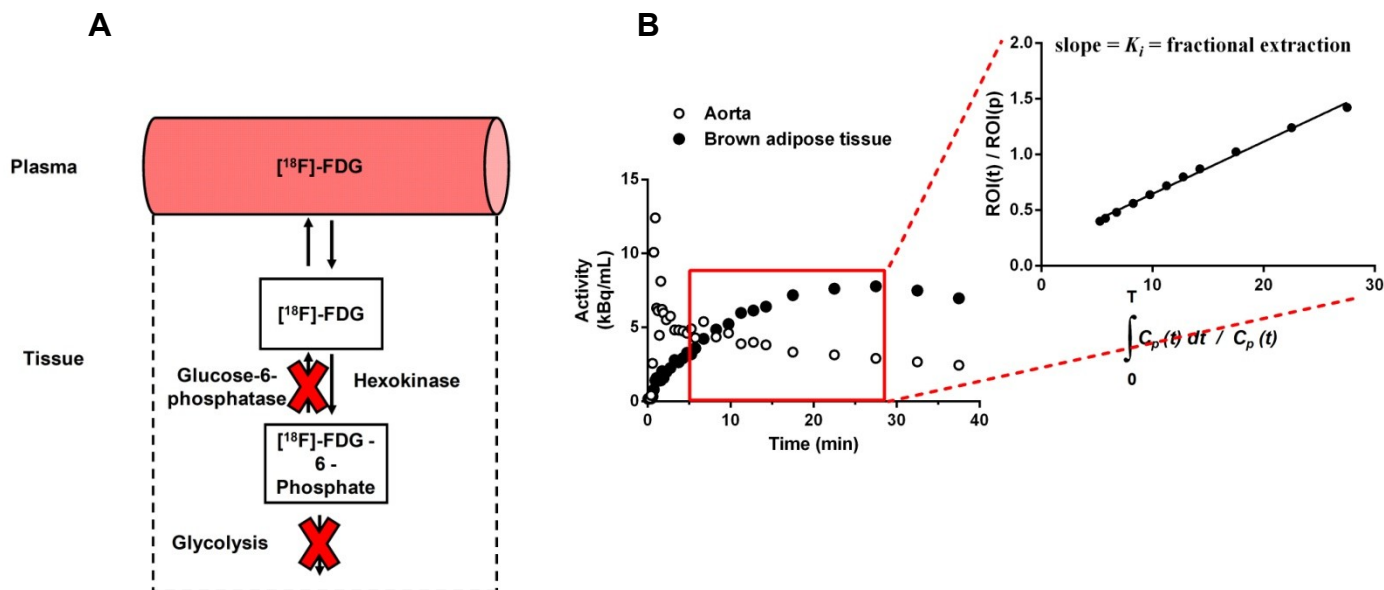 A
Plasma
[¹⁸F]-FDG
[¹⁸F]-FDG
Tissue
Glucose-6-
phosphatase
Hexokinase
[¹⁸F]-FDG -
6 -
Phosphate
Glycolysis
B
Aorta
Brown adipose tissue
Activity
(kBq/mL)
15
10
5
0
0 10 20 30 40
Time (min)
slope = Kᵢ = fractional extraction
ROI(t) / ROI(p)
2.0
1.5
1.0
0.5
0.0
0 10 20 30
T
∫ Cₚ (t) dt / Cₚ (t)
0